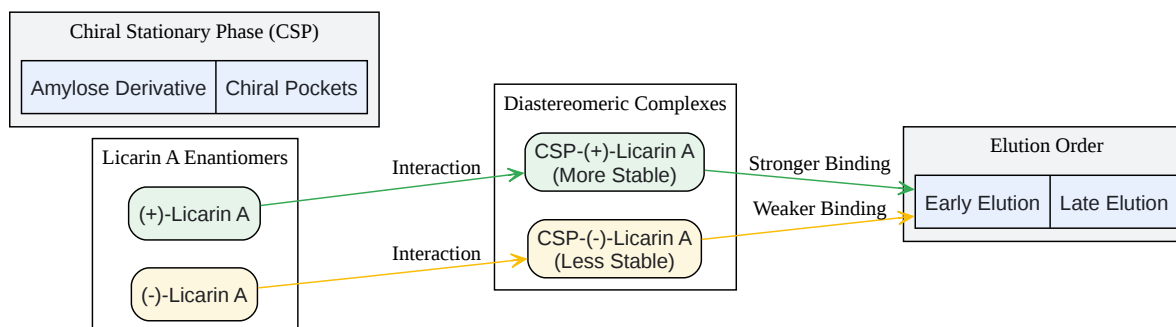 Chiral Stationary Phase (CSP)
Amylose Derivative
Chiral Pockets
Licarin A Enantiomers
(+)-Licarin A
(-)-Licarin A
Interaction
Interaction
Diastereomeric Complexes
CSP-(+)-Licarin A
(More Stable)
CSP-(-)-Licarin A
(Less Stable)
Stronger Binding
Weaker Binding
Elution Order
Early Elution
Late Elution